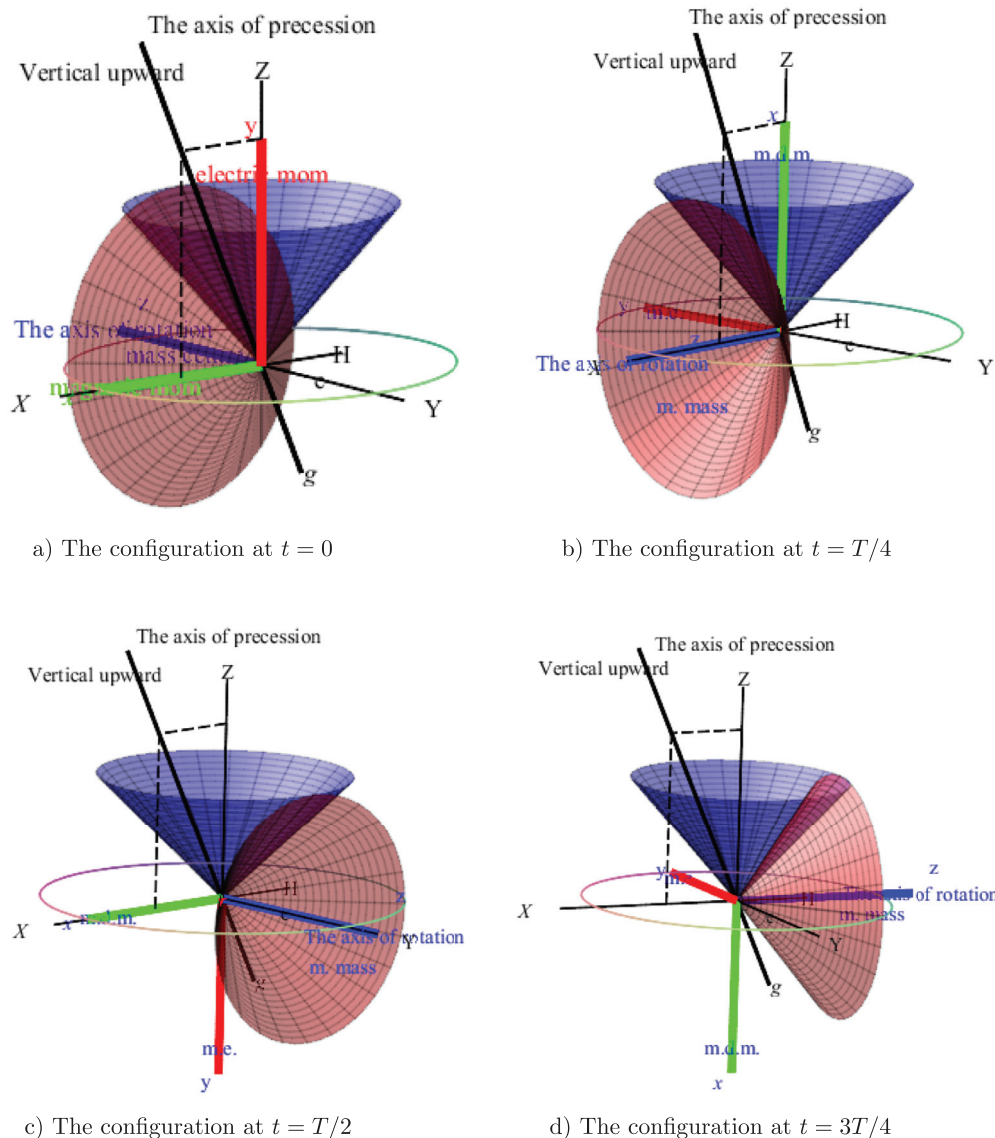 The axis of precession
Vertical upward
Z
y
electric mom
z
The axis of rotation
H
X
x
Y
g
a) The configuration at t = 0
The axis of precession
Vertical upward
Z
x
m.d.m.
y
m.e.
H
z
The axis of rotation
c
X
Y
m. mass
g
b) The configuration at t = T/4
The axis of precession
Vertical upward
Z
H
z
m.d.m.
c
X
x
The axis of rotation
Y
m. mass
g
m.e.
y
c) The configuration at t = T/2
The axis of precession
Vertical upward
Z
y
z
The axis of rotation
H
X
m. mass
c
Y
g
m.d.m.
x
d) The configuration at t = 3T/4